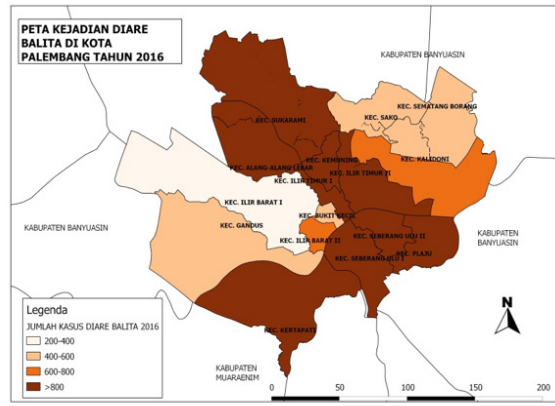 PETA KEJADIAN DIARE
BALITA DI KOTA
PALEMBANG TAHUN 2016
KABUPATEN BANYUASIN
KEC. SEMATANG BORANG
KEC. SAKO
KEC. SUKARAMI
KEC. KEMUNING
KEC. KALIDONI
KEC. ALANG-ALANG LEBAR
KEC. ILIR TIMUR II
KEC. ILIR TIMUR I
KEC. ILIR BARAT I
KEC. BUKIT KECIL
KEC. GANDUS
KABUPATEN BANYUASIN
KEC. SEBERANG ULU II
KABUPATEN
BANYUASIN
KEC. ILIR BARAT II
KEC. PLAJU
KEC. SEBERANG ULU I
KEC. KERTAPATI
Legenda
JUMLAH KASUS DIARE BALITA 2016
200-400
400-600
600-800
>800
N
KABUPATEN
MUARAENIM
0
50
100
150
200